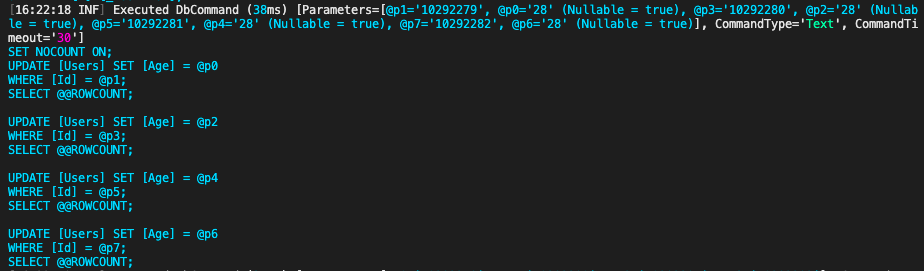 [16:22:18 INF] Executed DbCommand (38ms) [Parameters=[@p1='10292279', @p0='28' (Nullable = true), @p3='10292280', @p2='28' (Nullab
le = true), @p5='10292281', @p4='28' (Nullable = true), @p7='10292282', @p6='28' (Nullable = true)], CommandType='Text', CommandTi
meout='30']
SET NOCOUNT ON;
UPDATE [Users] SET [Age] = @p0
WHERE [Id] = @p1;
SELECT @@ROWCOUNT;
UPDATE [Users] SET [Age] = @p2
WHERE [Id] = @p3;
SELECT @@ROWCOUNT;
UPDATE [Users] SET [Age] = @p4
WHERE [Id] = @p5;
SELECT @@ROWCOUNT;
UPDATE [Users] SET [Age] = @p6
WHERE [Id] = @p7;
SELECT @@ROWCOUNT;